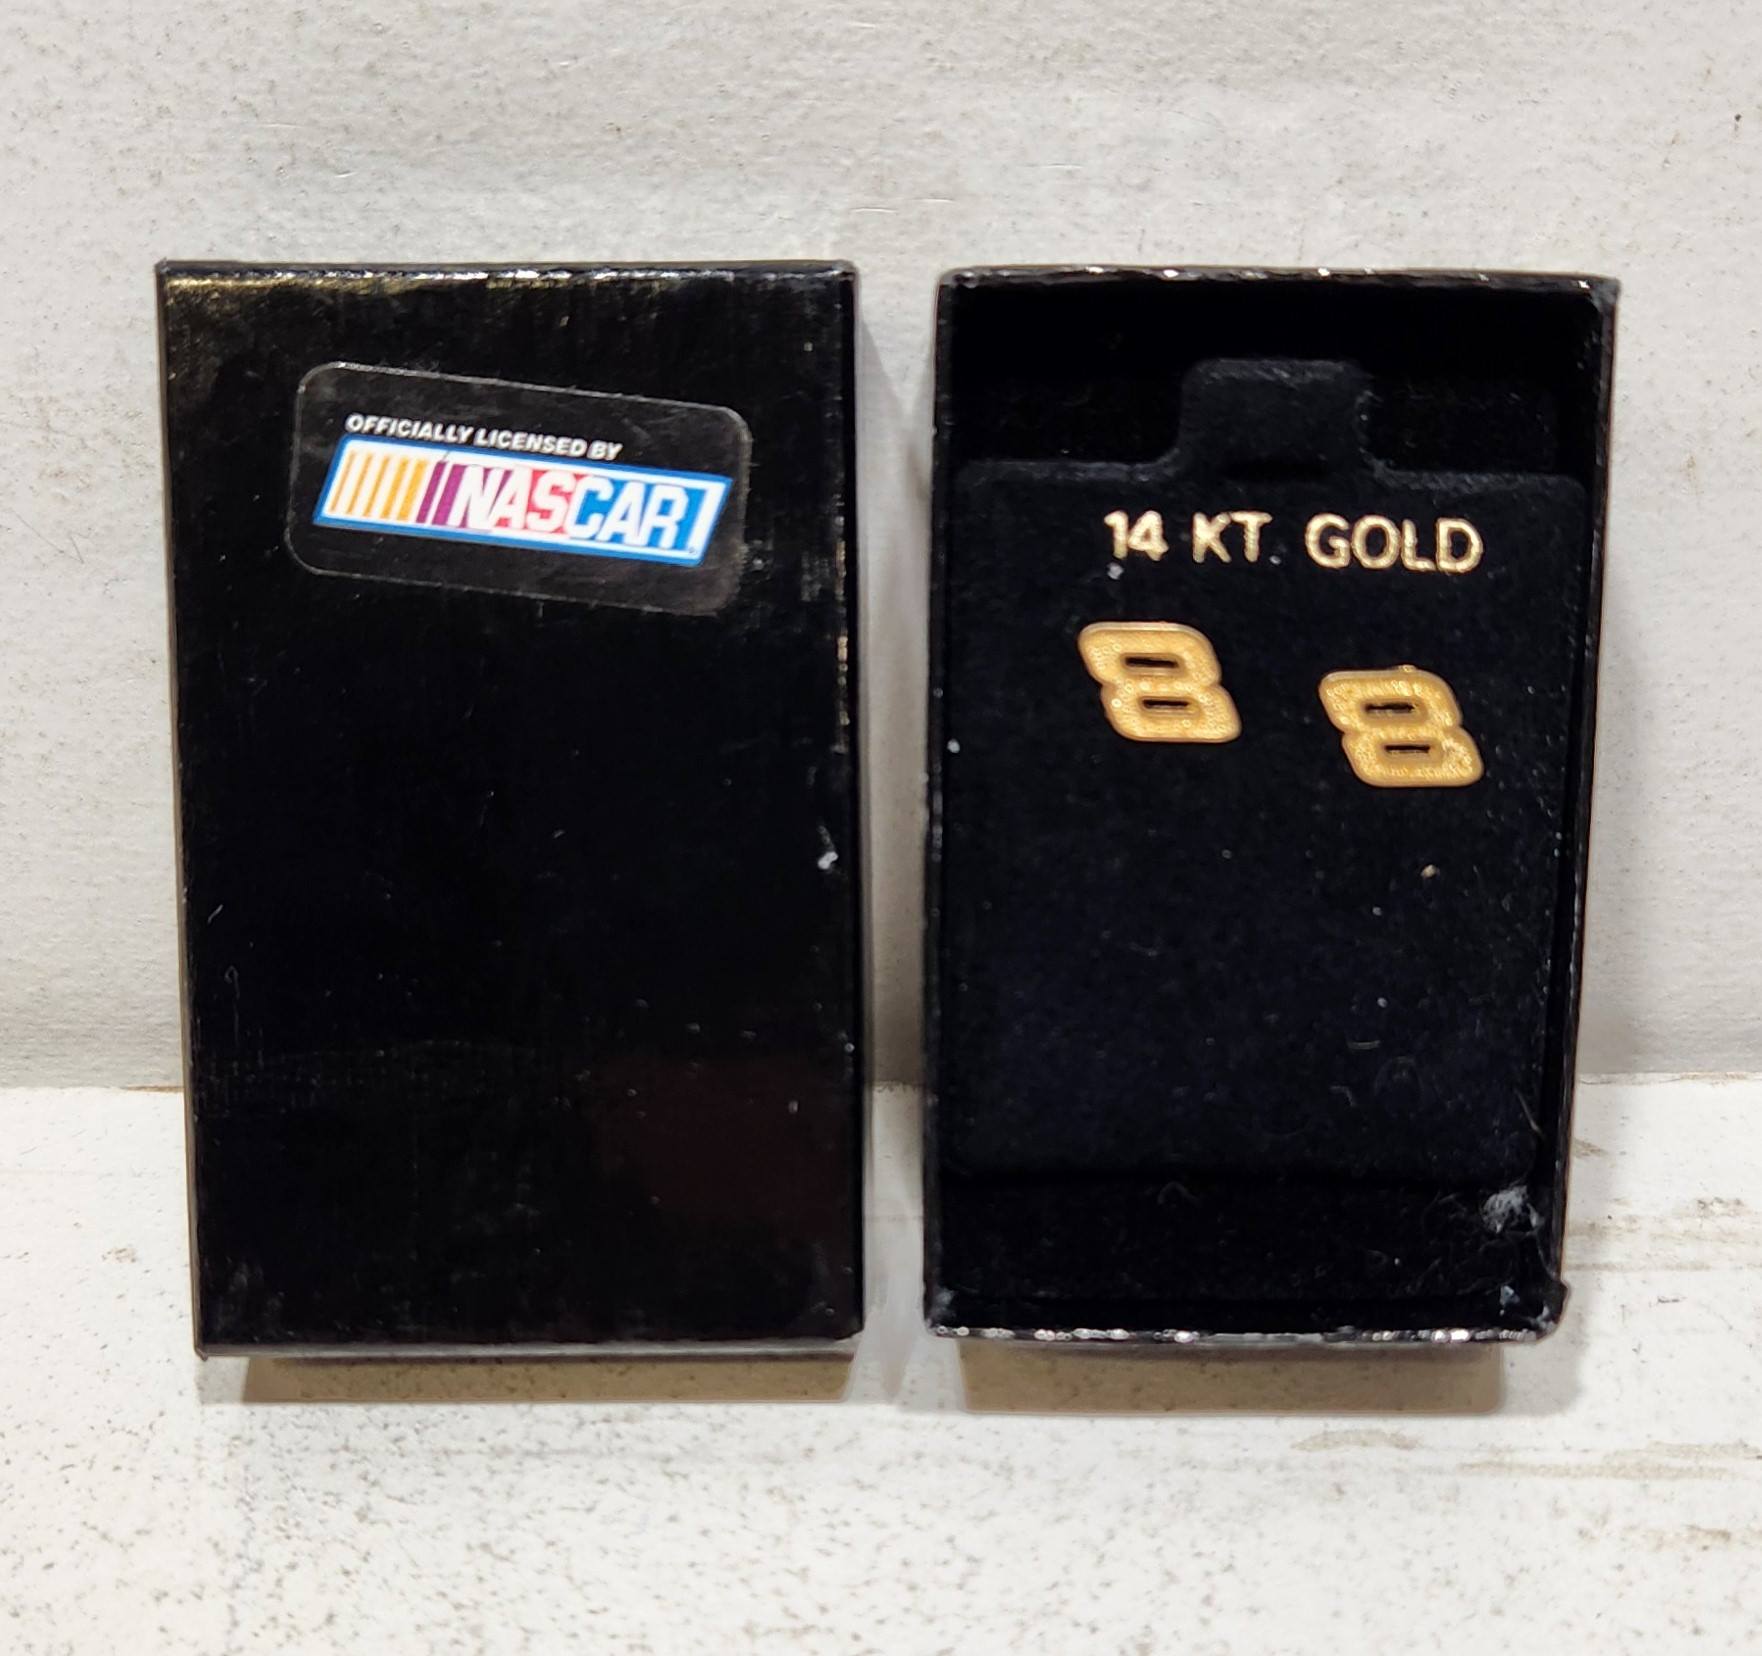 OFFICIALLY LICENSED BY
NASCAR
14 KT. GOLD
8 8